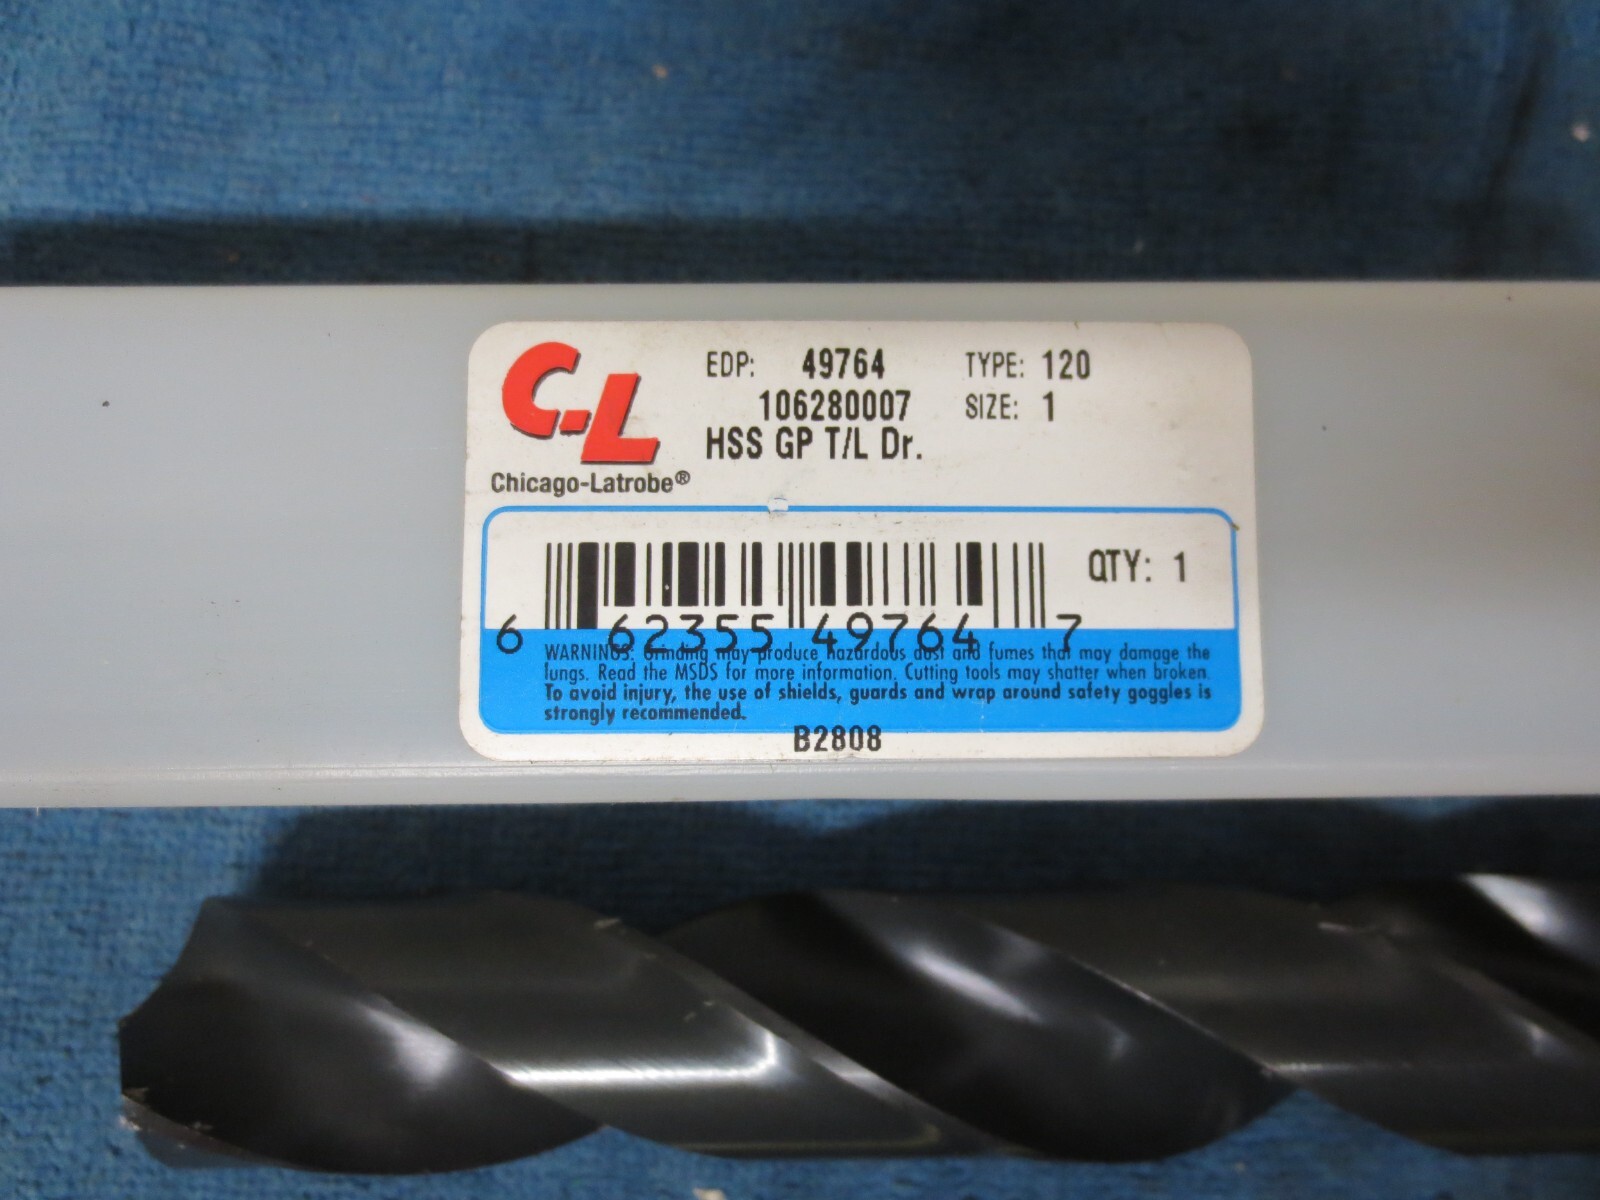 C-L
Chicago-Latrobe®
EDP: 49764 TYPE: 120
106280007 SIZE: 1
HSS GP T/L Dr.
QTY: 1
6 62355 49764 7
WARNINGS: Grinding may produce hazardous dust and fumes that may damage the
lungs. Read the MSDS for more information. Cutting tools may shatter when broken.
To avoid injury, the use of shields, guards and wrap around safety goggles is
strongly recommended.
B2808